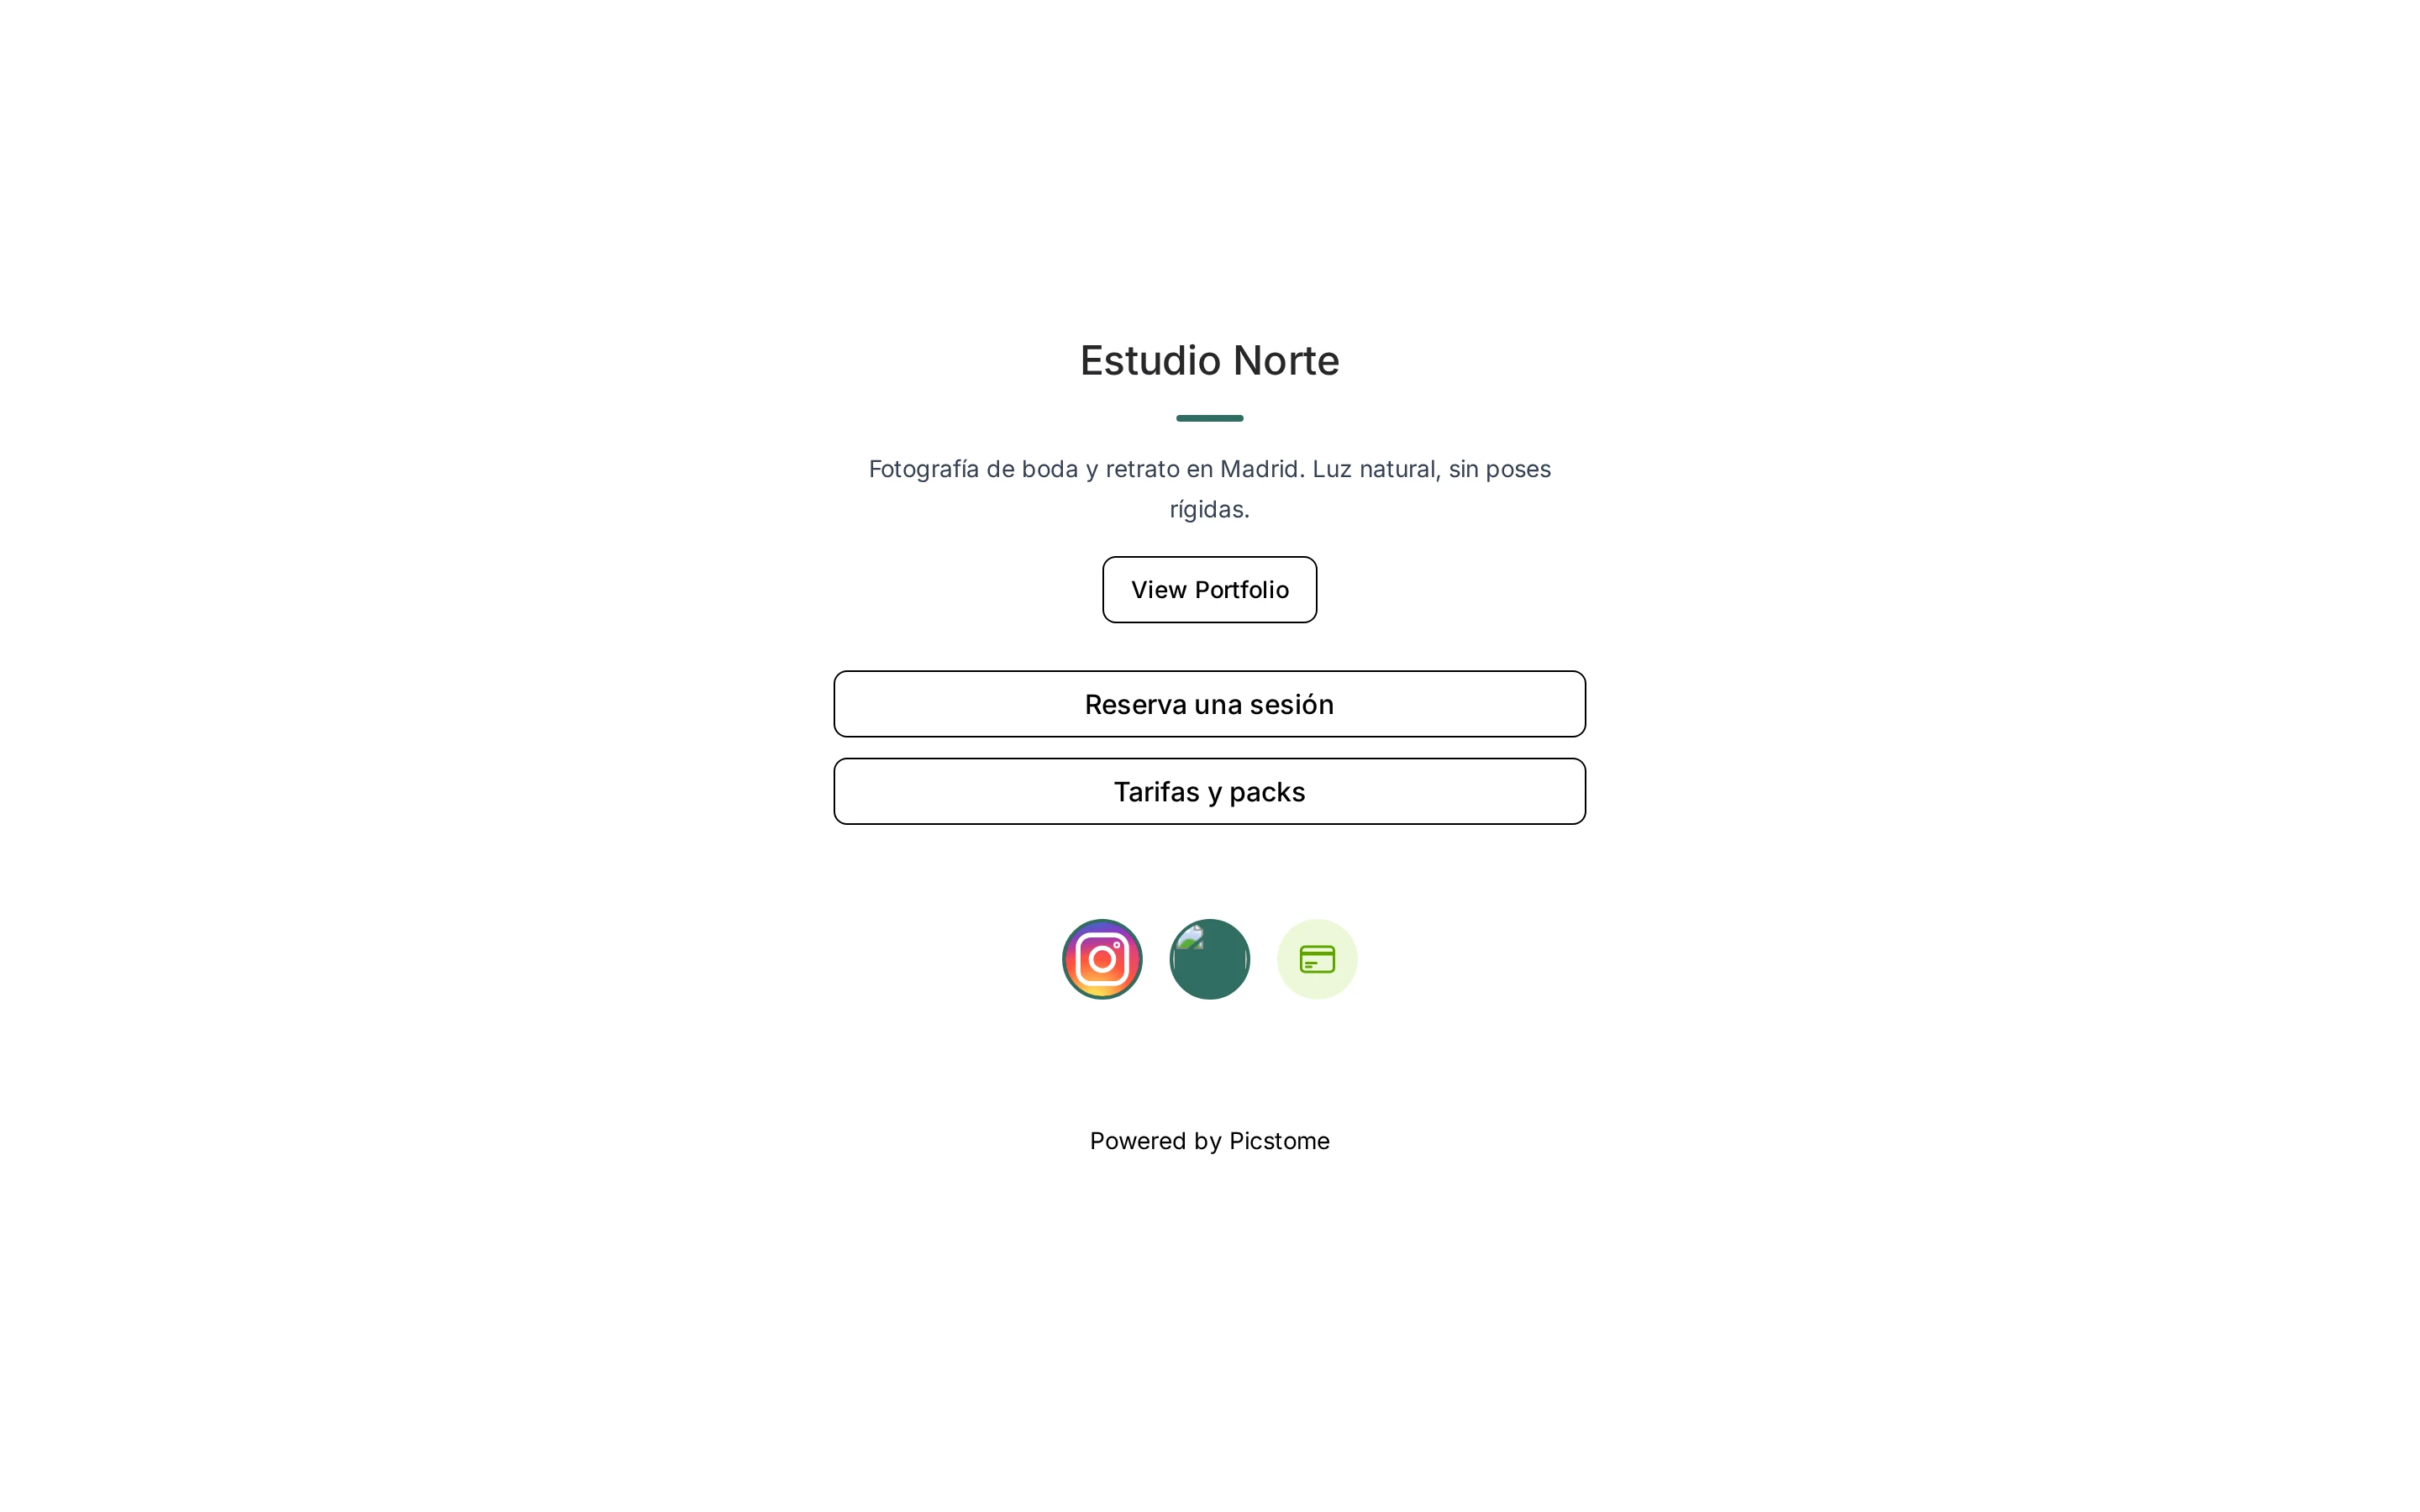 Estudio Norte
Fotografía de boda y retrato en Madrid. Luz natural, sin poses
rígidas.
View Portfolio
Reserva una sesión
Tarifas y packs
Powered by Picstome